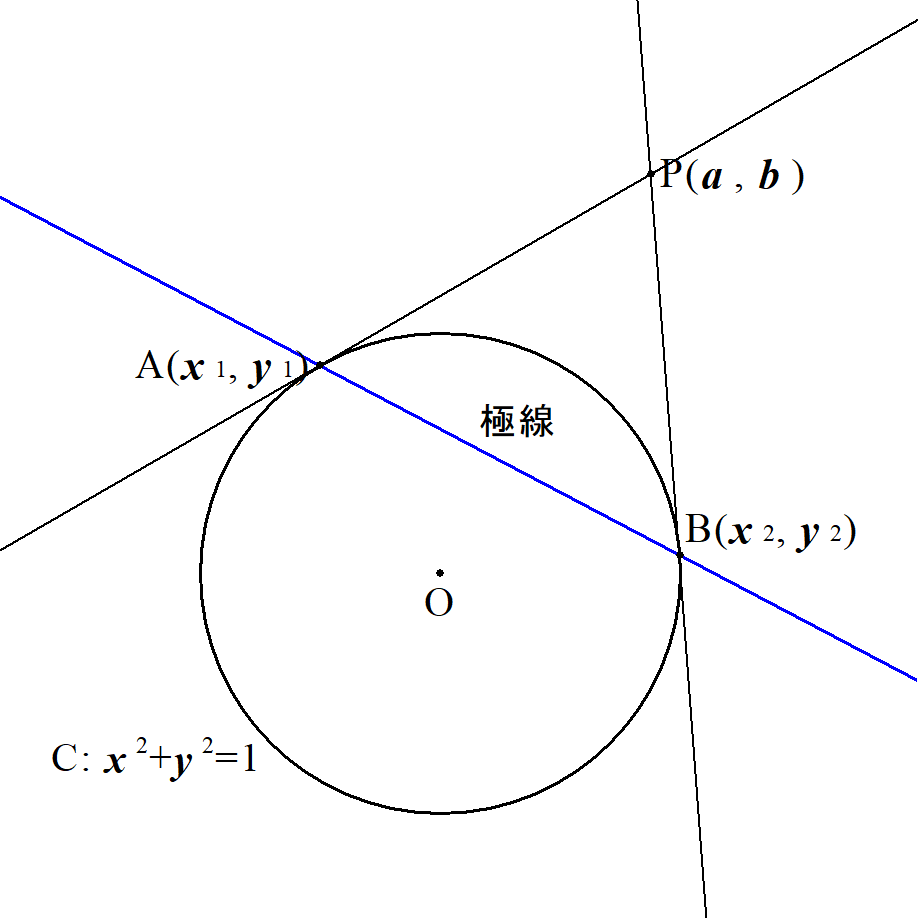 P(a , b )
A(x ₁, y ₁)
極線
B(x ₂, y ₂)
O
C: x ²+y ²=1